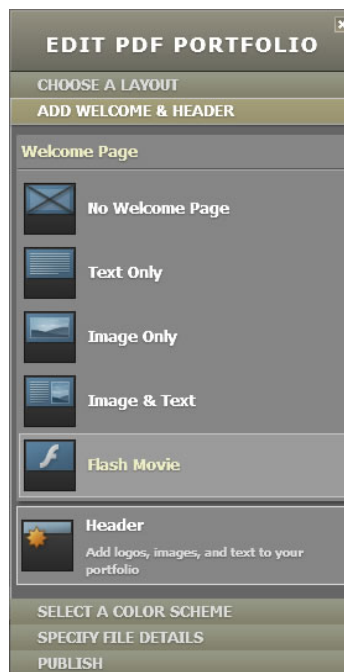 EDIT PDF PORTFOLIO
CHOOSE A LAYOUT
ADD WELCOME & HEADER
Welcome Page
No Welcome Page
Text Only
Image Only
Image & Text
Flash Movie
Header
Add logos, images, and text to your
portfolio
SELECT A COLOR SCHEME
SPECIFY FILE DETAILS
PUBLISH